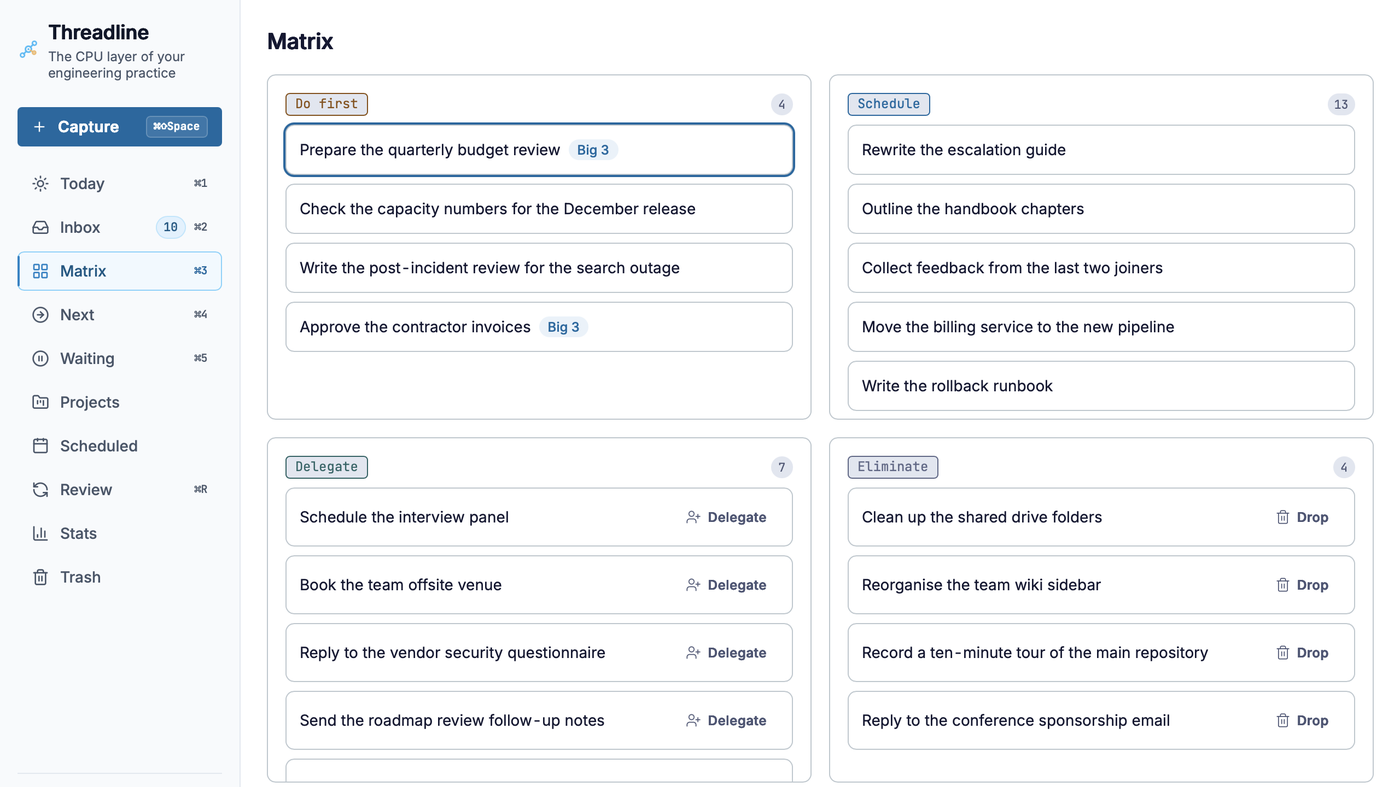 Threadline
The CPU layer of your
engineering practice
Capture ⌘⇧Space
Today ⌘1
Inbox 10 ⌘2
Matrix ⌘3
Next ⌘4
Waiting ⌘5
Projects
Scheduled
Review ⌘R
Stats
Trash
Matrix
Do first 4
Prepare the quarterly budget review Big 3
Check the capacity numbers for the December release
Write the post-incident review for the search outage
Approve the contractor invoices Big 3
Schedule 13
Rewrite the escalation guide
Outline the handbook chapters
Collect feedback from the last two joiners
Move the billing service to the new pipeline
Write the rollback runbook
Delegate 7
Schedule the interview panel Delegate
Book the team offsite venue Delegate
Reply to the vendor security questionnaire Delegate
Send the roadmap review follow-up notes Delegate
Eliminate 4
Clean up the shared drive folders Drop
Reorganise the team wiki sidebar Drop
Record a ten-minute tour of the main repository Drop
Reply to the conference sponsorship email Drop